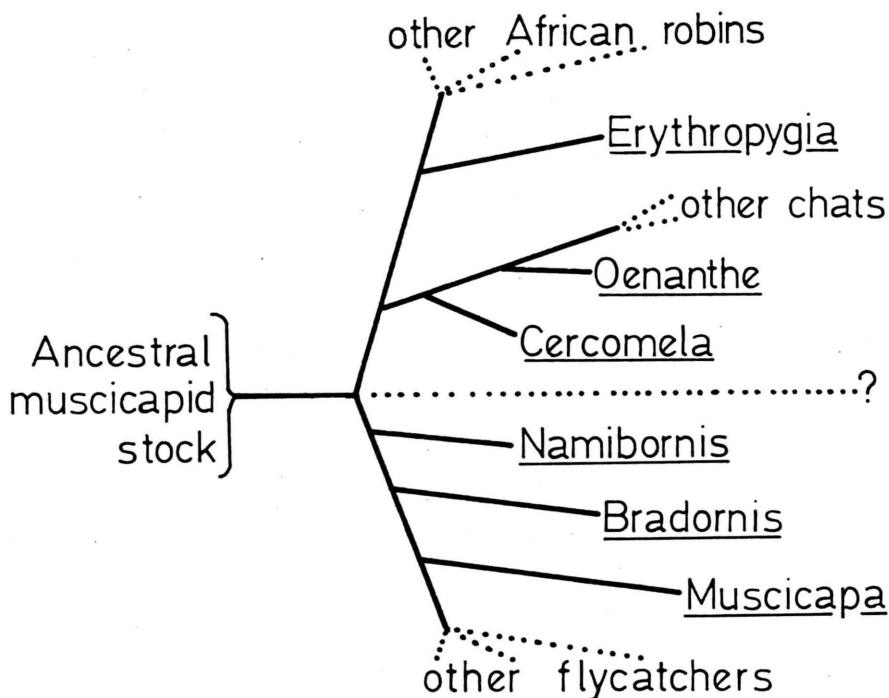 other African robins
Erythropygia
other chats
Oenanthe
Cercomela
Ancestral
muscicapid
stock
?
Namibornis
Bradornis
Muscicapa
other flycatchers